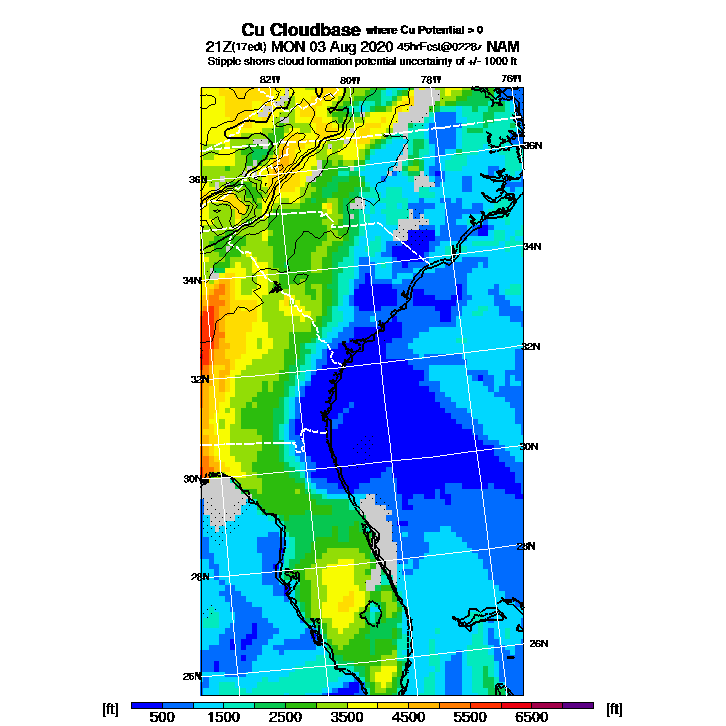 Cu Cloudbase where Cu Potential > 0
21Z(17edt) MON 03 Aug 2020 45hrFcst@0228z NAM
Stipple shows cloud formation potential uncertainty of +/- 1000 ft
82W 80W 78W 76W
36N
36N
34N
34N
32N
32N
30N
30N
28N
28N
26N
26N
[ft] 500 1500 2500 3500 4500 5500 6500 [ft]